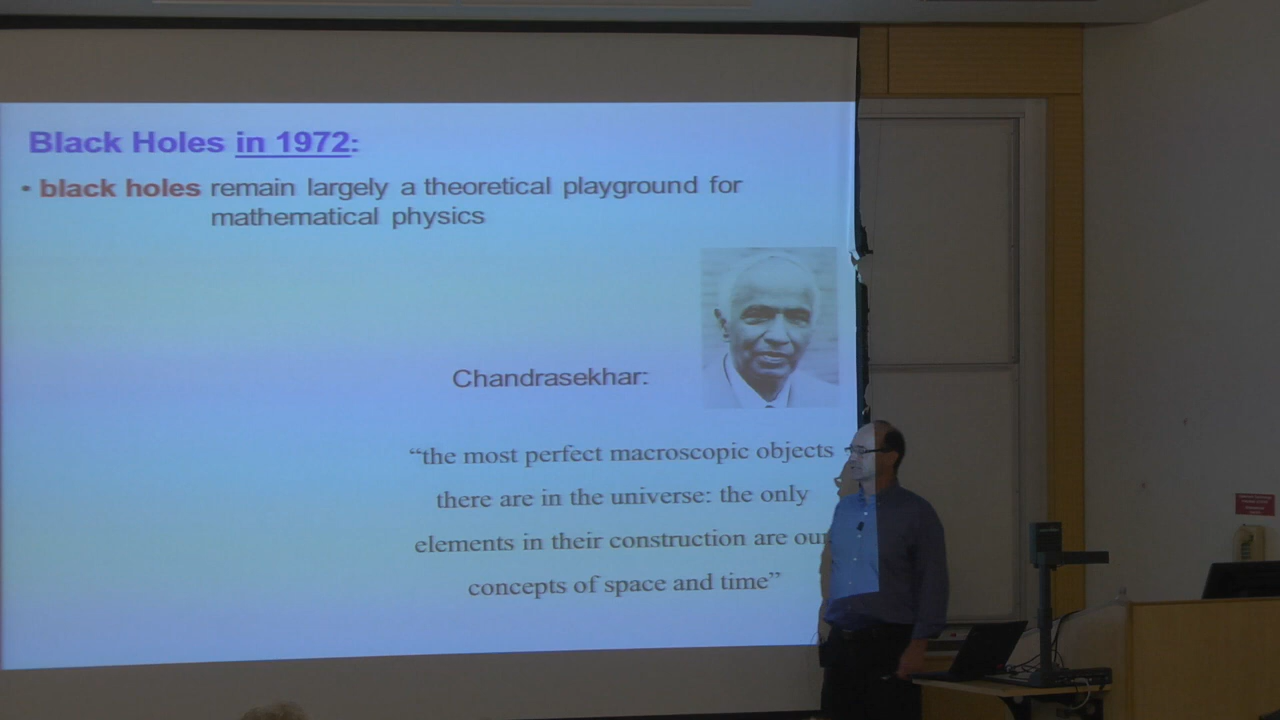 Black Holes in 1972:
• black holes remain largely a theoretical playground for
mathematical physics
Chandrasekhar:
“the most perfect macroscopic objects
there are in the universe: the only
elements in their construction are our
concepts of space and time”